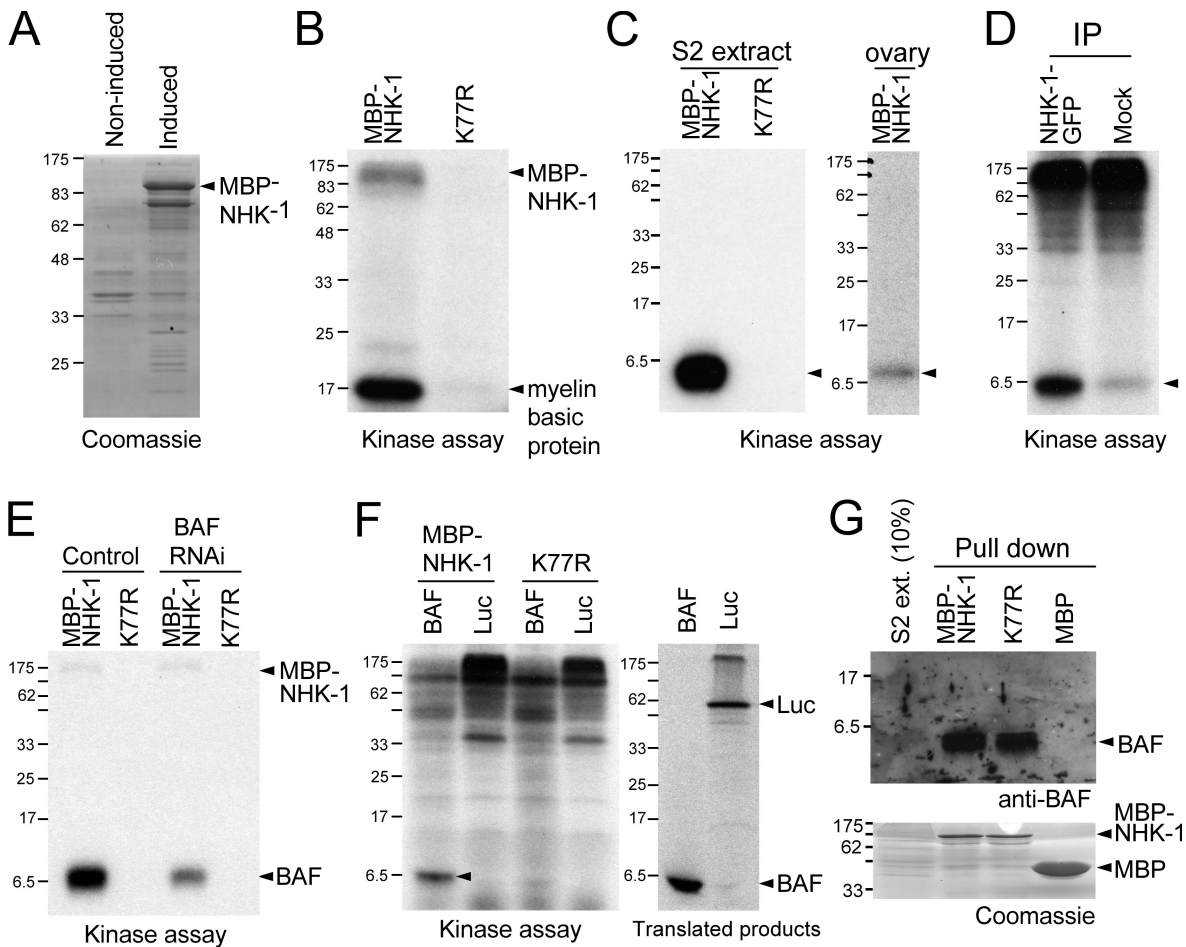 A
Non-induced
Induced
175
83
62
48
33
25
MBP-
NHK-1
Coomassie
B
MBP-
NHK-1
K77R
175
83
62
48
33
25
17
MBP-
NHK-1
myelin
basic
protein
Kinase assay
C
S2 extract
ovary
MBP-
NHK-1
K77R
MBP-
NHK-1
175
62
33
25
17
6.5
175
62
33
25
17
6.5
Kinase assay
D
IP
NHK-1-
GFP
Mock
175
62
33
25
17
6.5
Kinase assay
E
Control
BAF
RNAi
MBP-
NHK-1
K77R
MBP-
NHK-1
K77R
175
62
33
25
17
6.5
MBP-
NHK-1
BAF
Kinase assay
F
MBP-
NHK-1
K77R
BAF
Luc
BAF
Luc
BAF
Luc
175
62
33
25
17
6.5
175
62
33
25
17
6.5
Luc
BAF
Kinase assay
Translated products
G
S2 ext. (10%)
Pull down
MBP-
NHK-1
K77R
MBP
17
6.5
BAF
anti-BAF
175
62
33
MBP-
NHK-1
MBP
Coomassie